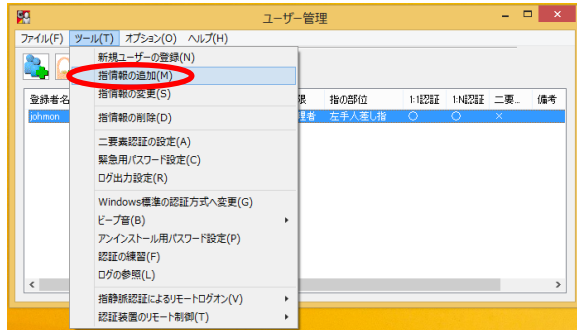 ユーザー管理
ファイル(F) ツール(T) オプション(O) ヘルプ(H)
新規ユーザーの登録(N)
指情報の追加(M)
指情報の変更(S)
指情報の削除(D)
二要素認証の設定(A)
緊急用パスワード設定(C)
ログ出力設定(R)
Windows標準の認証方式へ変更(G)
ビープ音(B)
アンインストール用パスワード設定(P)
認証の練習(F)
ログの参照(L)
指静脈認証によるリモートログオン(V)
認証装置のリモート制御(T)
登録者名 限 指の部位 1:1認証 1:N認証 二要... 備考
johmon 理者 左手人差し指 ○ ○ ×